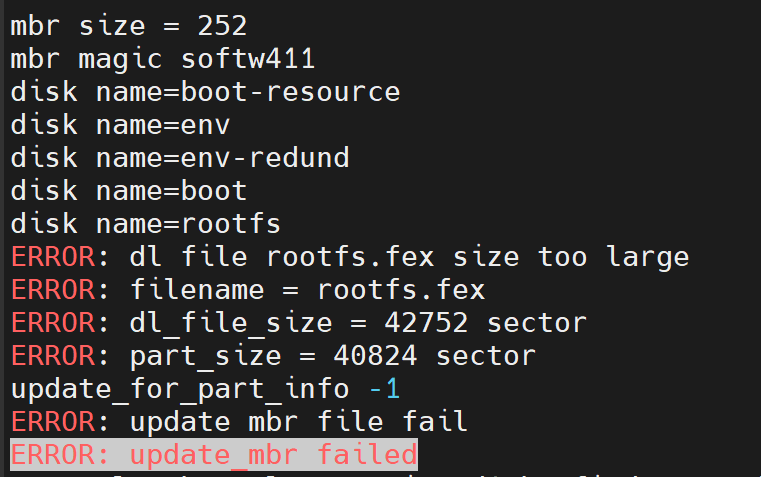 mbr size = 252
mbr magic softw411
disk name=boot-resource
disk name=env
disk name=env-redund
disk name=boot
disk name=rootfs
ERROR: dl file rootfs.fex size too large
ERROR: filename = rootfs.fex
ERROR: dl_file_size = 42752 sector
ERROR: part_size = 40824 sector
update_for_part_info -1
ERROR: update mbr file fail
ERROR: update_mbr failed